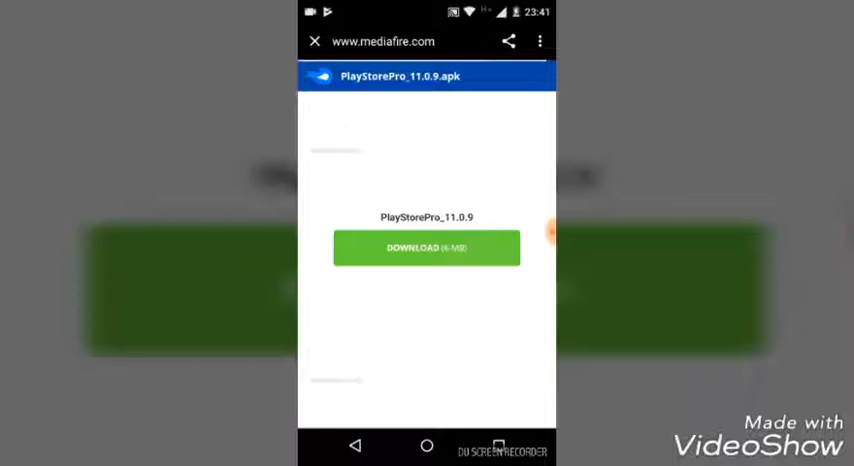 H+ 23:41
www.mediafire.com
PlayStorePro_11.0.9.apk
PlayStorePro_11.0.9
DOWNLOAD (6 MB)
DU SCREEN RECORDER
Made with
VideoShow